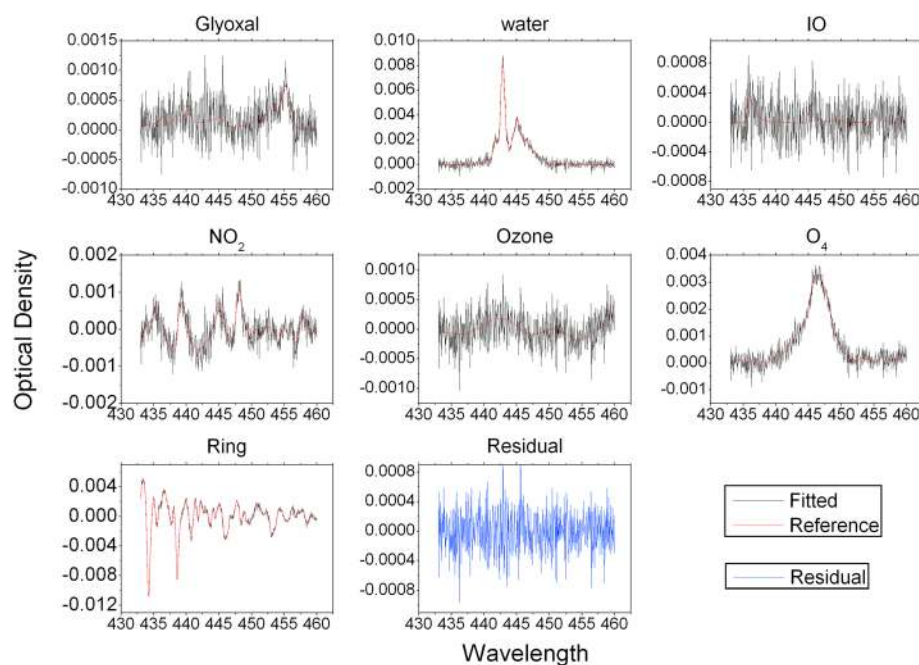 Glyoxal
0.0015
0.0010
0.0005
0.0000
-0.0005
-0.0010
430 435 440 445 450 455 460
water
0.010
0.008
0.006
0.004
0.002
0.000
-0.002
430 435 440 445 450 455 460
IO
0.0008
0.0004
0.0000
-0.0004
-0.0008
430 435 440 445 450 455 460
NO2
0.002
0.001
0.000
-0.001
-0.002
430 435 440 445 450 455 460
Ozone
0.0010
0.0005
0.0000
-0.0005
-0.0010
430 435 440 445 450 455 460
O4
0.004
0.003
0.002
0.001
0.000
-0.001
430 435 440 445 450 455 460
Optical Density
Ring
0.004
0.000
-0.004
-0.008
-0.012
430 435 440 445 450 455 460
Residual
0.0008
0.0004
0.0000
-0.0004
-0.0008
430 435 440 445 450 455 460
Fitted
Reference
Residual
Wavelength